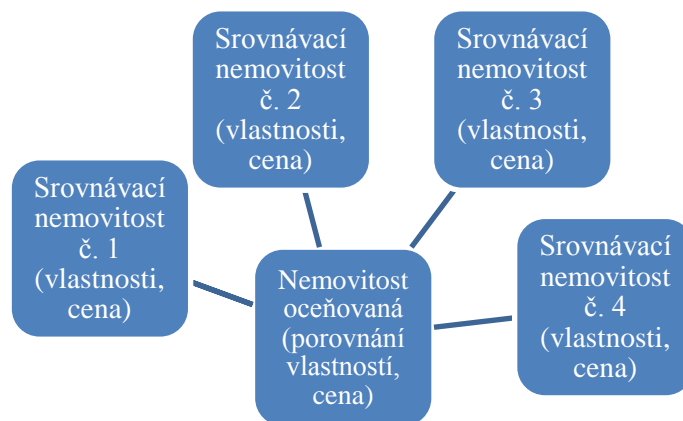 Srovnávací
nemovitost
č. 1
(vlastnosti,
cena)
Srovnávací
nemovitost
č. 2
(vlastnosti,
cena)
Srovnávací
nemovitost
č. 3
(vlastnosti,
cena)
Srovnávací
nemovitost
č. 4
(vlastnosti,
cena)
Nemovitost
oceňovaná
(porovnání
vlastností,
cena)